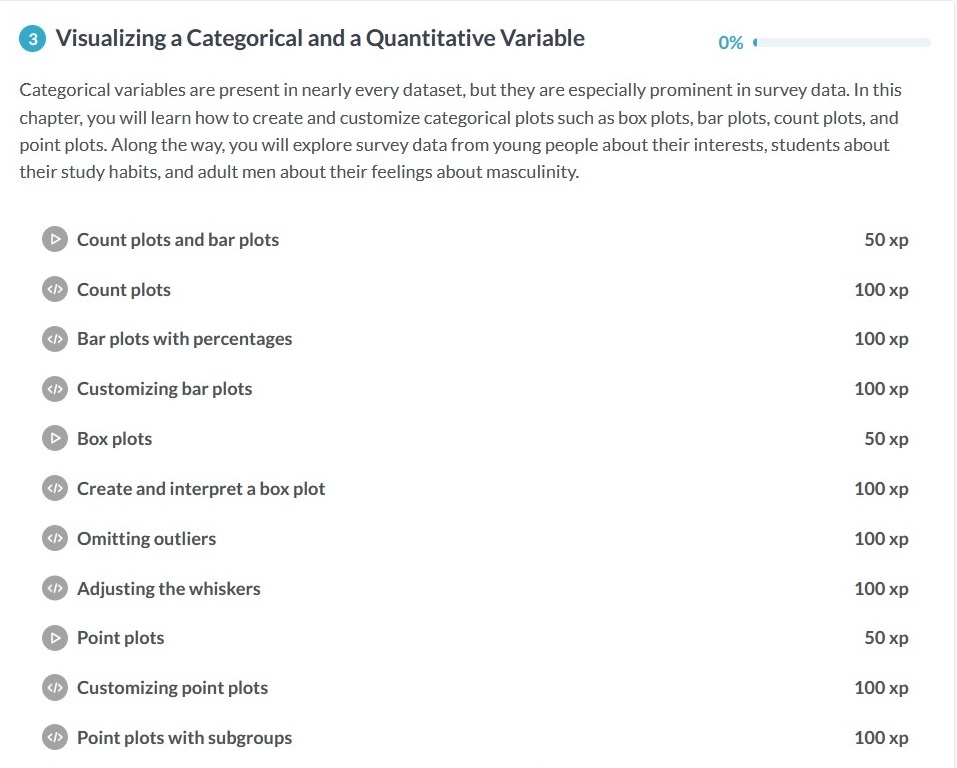 3 Visualizing a Categorical and a Quantitative Variable 0%
Categorical variables are present in nearly every dataset, but they are especially prominent in survey data. In this
chapter, you will learn how to create and customize categorical plots such as box plots, bar plots, count plots, and
point plots. Along the way, you will explore survey data from young people about their interests, students about
their study habits, and adult men about their feelings about masculinity.
Count plots and bar plots 50 xp
</> Count plots 100 xp
</> Bar plots with percentages 100 xp
</> Customizing bar plots 100 xp
Box plots 50 xp
</> Create and interpret a box plot 100 xp
</> Omitting outliers 100 xp
</> Adjusting the whiskers 100 xp
Point plots 50 xp
</> Customizing point plots 100 xp
</> Point plots with subgroups 100 xp